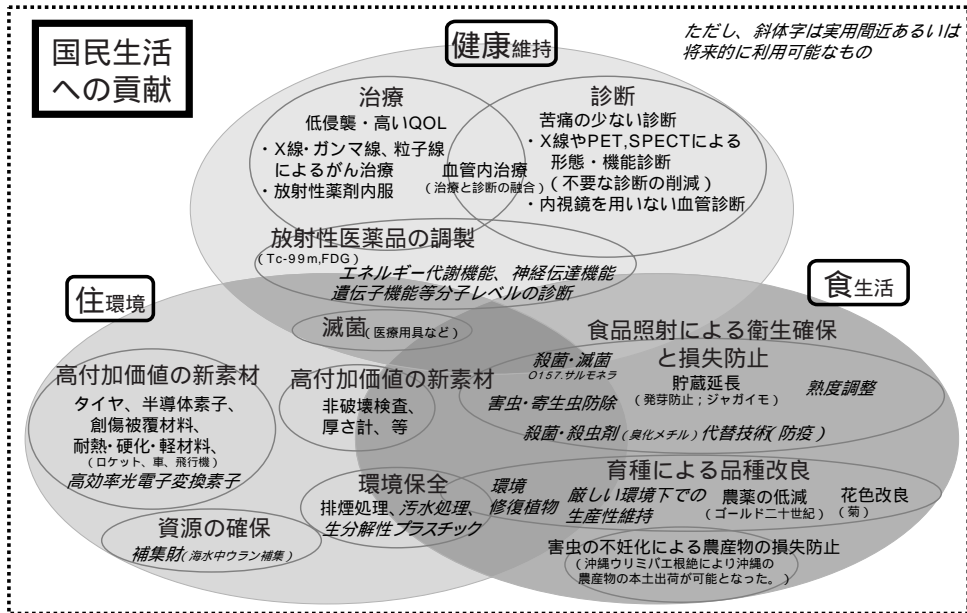 国民生活
への貢献
健康維持
ただし、斜体字は実用間近あるいは
将来的に利用可能なもの
治療
低侵襲・高いQOL
・X線・ガンマ線、粒子線
によるがん治療
・放射性薬剤内服
血管内治療
(治療と診断の融合)
診断
苦痛の少ない診断
・X線やPET,SPECTによる
形態・機能診断
(不要な診断の削減)
・内視鏡を用いない血管診断
放射性医薬品の調製
(Tc-99m,FDG)
エネルギー代謝機能、神経伝達機能
遺伝子機能等分子レベルの診断
滅菌(医療用具など)
住環境
高付加価値の新素材
タイヤ、半導体素子、
創傷被覆材料、
耐熱・硬化・軽材料、
(ロケット、車、飛行機)
高効率光電子変換素子
高付加価値の新素材
非破壊検査、
厚さ計、等
環境保全
排煙処理、汚水処理、
生分解性プラスチック
資源の確保
補集財(海水中ウラン補集)
食生活
食品照射による衛生確保
と損失防止
殺菌・滅菌
O157.サルモネラ
貯蔵延長
(発芽防止;ジャガイモ)
熟度調整
害虫・寄生虫防除
殺菌・殺虫剤(臭化メチル)代替技術(防疫)
育種による品種改良
環境
修復植物
厳しい環境下での
生産性維持
農薬の低減
(ゴールド二十世紀)
花色改良
(菊)
害虫の不妊化による農産物の損失防止
(沖縄ウリミバエ根絶により沖縄の
農産物の本土出荷が可能となった。)